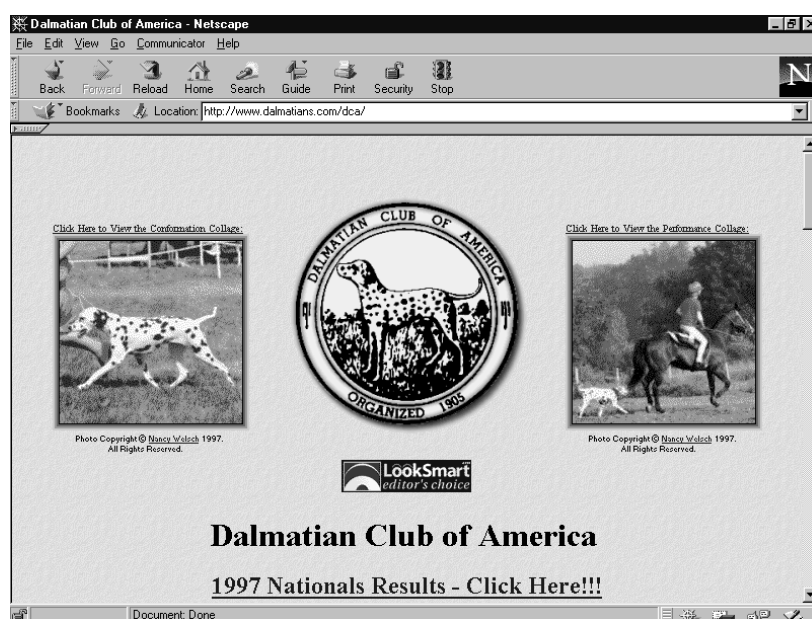 Dalmatian Club of America - Netscape
File Edit View Go Communicator Help
Back Forward Reload Home Search Guide Print Security Stop
N
Bookmarks Location: http://www.dalmatians.com/dca/
Click Here to View the Conformation Collage:
Click Here to View the Performance Collage:
DALMATIAN CLUB OF AMERICA
ORGANIZED 1905
Photo Copyright © Nancy Welsch 1997.
All Rights Reserved.
Photo Copyright © Nancy Welsch 1997.
All Rights Reserved.
LookSmart
editor's choice
Dalmatian Club of America
1997 Nationals Results - Click Here!!!
Document: Done